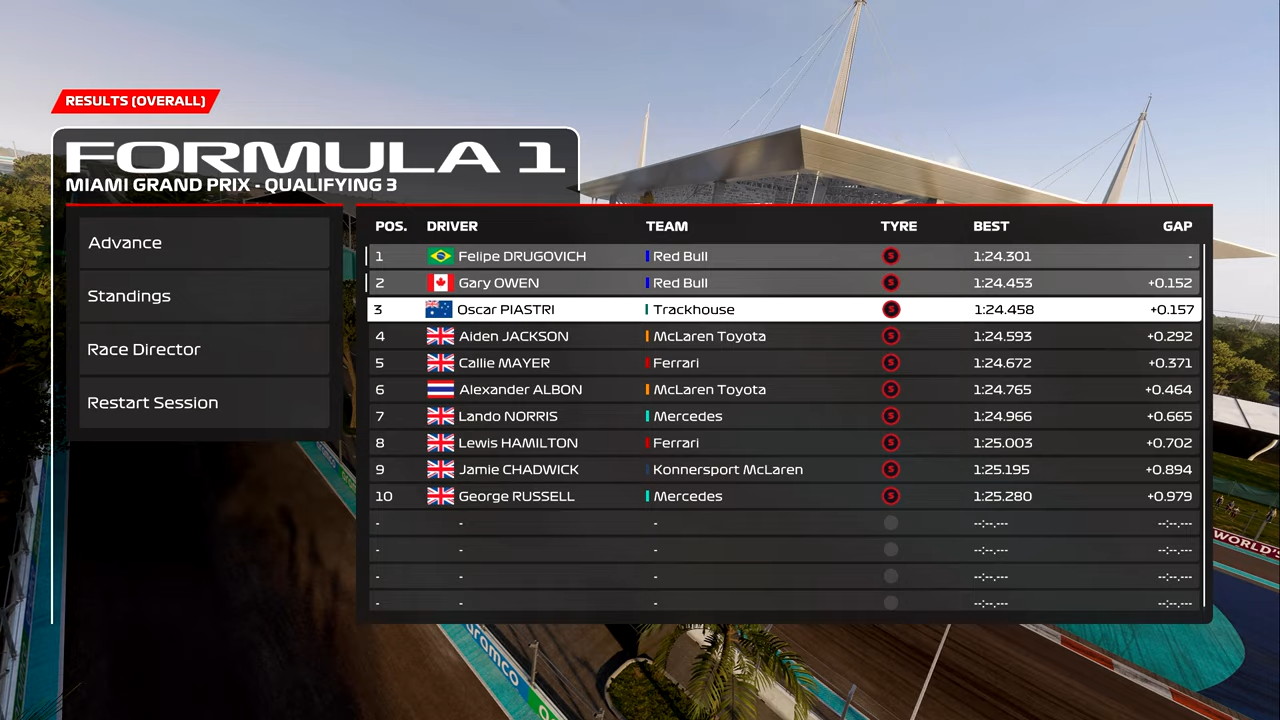 RESULTS (OVERALL)
FORMULA 1
MIAMI GRAND PRIX - QUALIFYING 3
Advance
Standings
Race Director
Restart Session
POS. DRIVER TEAM TYRE BEST GAP
1 Felipe DRUGOVICH Red Bull S 1:24.301 -
2 Gary OWEN Red Bull S 1:24.453 +0.152
3 Oscar PIASTRI Trackhouse S 1:24.458 +0.157
4 Aiden JACKSON McLaren Toyota S 1:24.593 +0.292
5 Callie MAYER Ferrari S 1:24.672 +0.371
6 Alexander ALBON McLaren Toyota S 1:24.765 +0.464
7 Lando NORRIS Mercedes S 1:24.966 +0.665
8 Lewis HAMILTON Ferrari S 1:25.003 +0.702
9 Jamie CHADWICK Konnersport McLaren S 1:25.195 +0.894
10 George RUSSELL Mercedes S 1:25.280 +0.979
- - - --:--.--- --:--.---
- - - --:--.--- --:--.---
- - - --:--.--- --:--.---
- - - --:--.--- --:--.---
WORLD'S
aramco